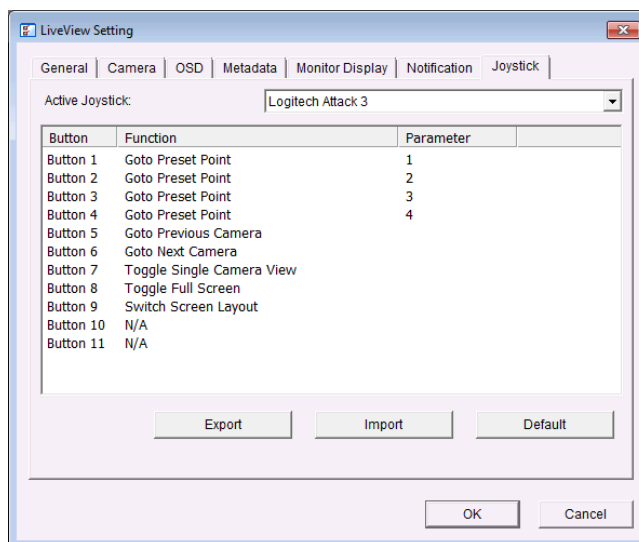 LiveView Setting
General Camera OSD Metadata Monitor Display Notification Joystick
Active Joystick: Logitech Attack 3
Button Function Parameter
Button 1 Goto Preset Point 1
Button 2 Goto Preset Point 2
Button 3 Goto Preset Point 3
Button 4 Goto Preset Point 4
Button 5 Goto Previous Camera
Button 6 Goto Next Camera
Button 7 Toggle Single Camera View
Button 8 Toggle Full Screen
Button 9 Switch Screen Layout
Button 10 N/A
Button 11 N/A
Export Import Default
OK Cancel